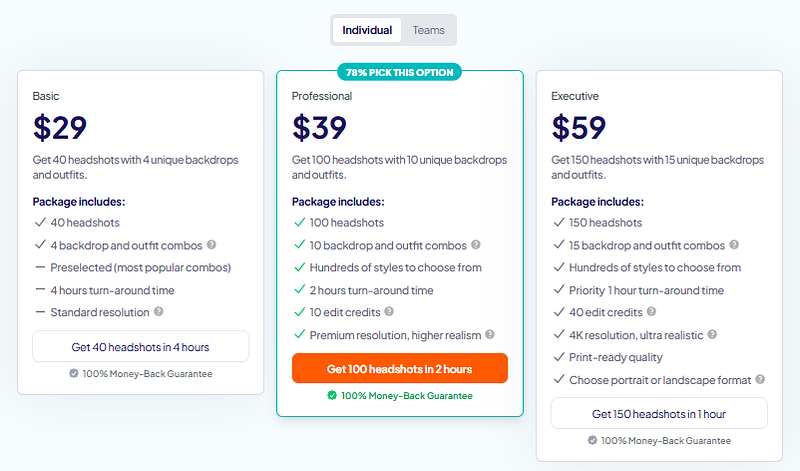 Individual
Teams
Basic
$29
Get 40 headshots with 4 unique backdrops
and outfits.
Package includes:
40 headshots
4 backdrop and outfit combos ?
Preselected (most popular combos)
4 hours turn-around time
Standard resolution ?
Get 40 headshots in 4 hours
100% Money-Back Guarantee
78% PICK THIS OPTION
Professional
$39
Get 100 headshots with 10 unique backdrops
and outfits.
Package includes:
100 headshots
10 backdrop and outfit combos ?
Hundreds of styles to choose from
2 hours turn-around time
10 edit credits ?
Premium resolution, higher realism ?
Get 100 headshots in 2 hours
100% Money-Back Guarantee
Executive
$59
Get 150 headshots with 15 unique backdrops
and outfits.
Package includes:
150 headshots
15 backdrop and outfit combos ?
Hundreds of styles to choose from
Priority 1 hour turn-around time
40 edit credits ?
4K resolution, ultra realistic ?
Print-ready quality
Choose portrait or landscape format ?
Get 150 headshots in 1 hour
100% Money-Back Guarantee